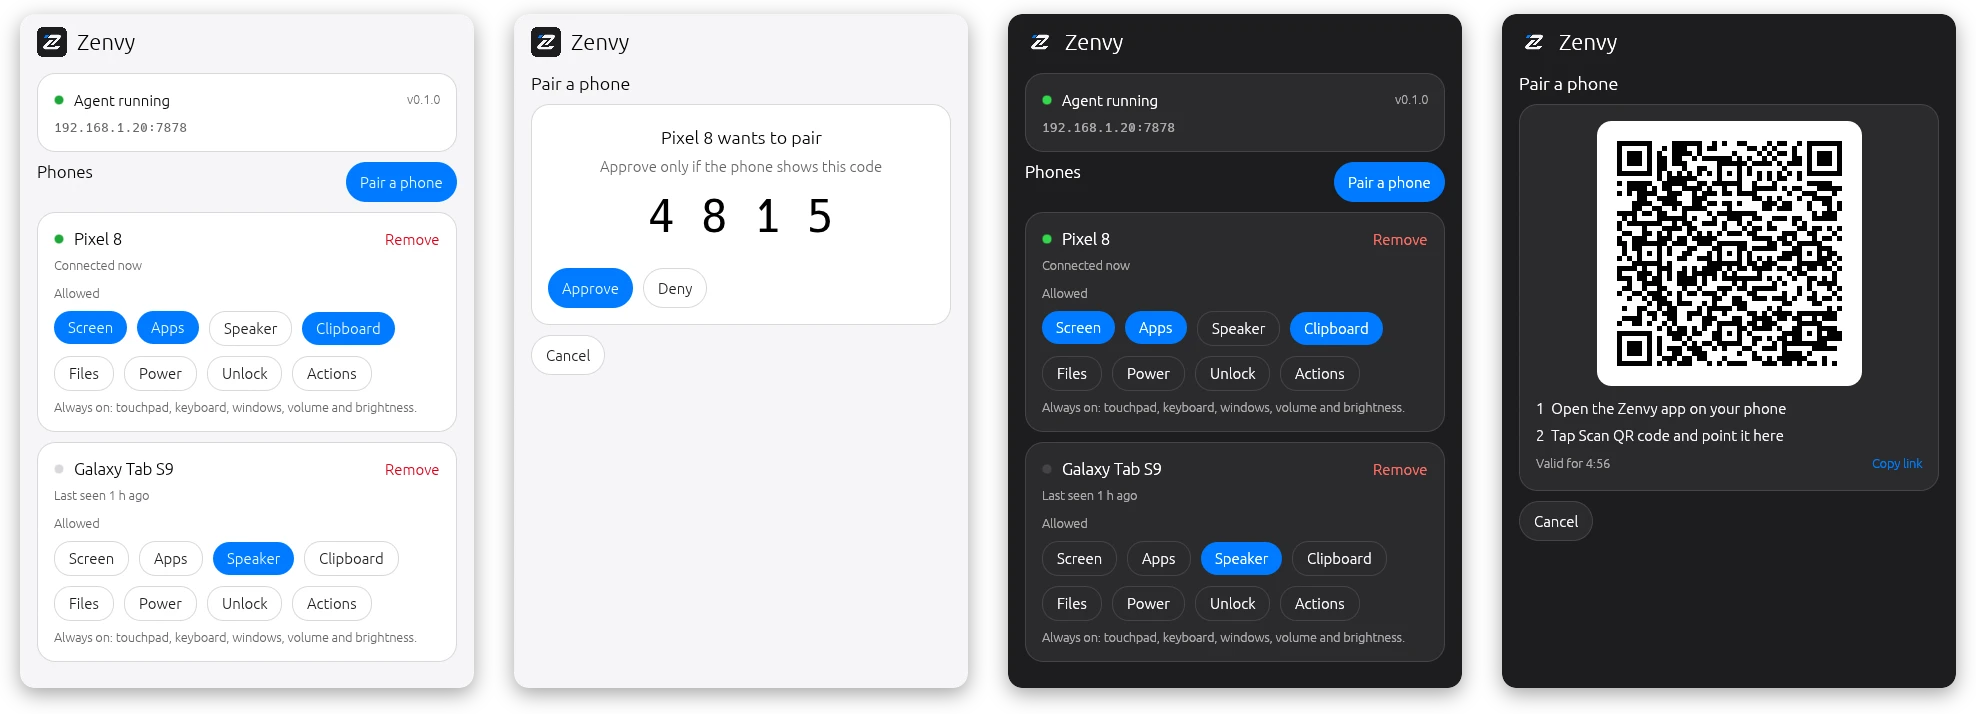 Zenvy
Agent running
v0.1.0
192.168.1.20:7878
Phones
Pair a phone
Pixel 8
Remove
Connected now
Allowed
Screen Apps Speaker Clipboard
Files Power Unlock Actions
Always on: touchpad, keyboard, windows, volume and brightness.
Galaxy Tab S9
Remove
Last seen 1 h ago
Allowed
Screen Apps Speaker Clipboard
Files Power Unlock Actions
Always on: touchpad, keyboard, windows, volume and brightness.
Zenvy
Pair a phone
Pixel 8 wants to pair
Approve only if the phone shows this code
4 8 1 5
Approve Deny
Cancel
Zenvy
Agent running
v0.1.0
192.168.1.20:7878
Phones
Pair a phone
Pixel 8
Remove
Connected now
Allowed
Screen Apps Speaker Clipboard
Files Power Unlock Actions
Always on: touchpad, keyboard, windows, volume and brightness.
Galaxy Tab S9
Remove
Last seen 1 h ago
Allowed
Screen Apps Speaker Clipboard
Files Power Unlock Actions
Always on: touchpad, keyboard, windows, volume and brightness.
Zenvy
Pair a phone
1 Open the Zenvy app on your phone
2 Tap Scan QR code and point it here
Valid for 4:56
Copy link
Cancel